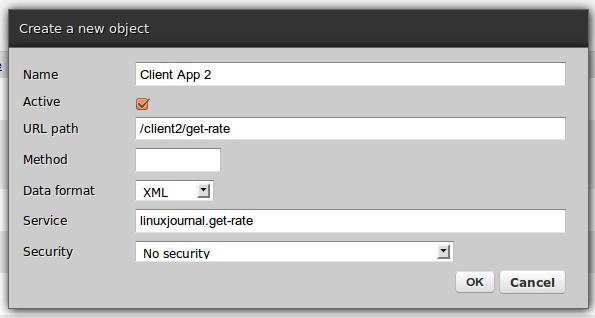 Create a new object
Name Client App 2
Active
URL path /client2/get-rate
Method
Data format XML
Service linuxjournal.get-rate
Security No security
OK Cancel